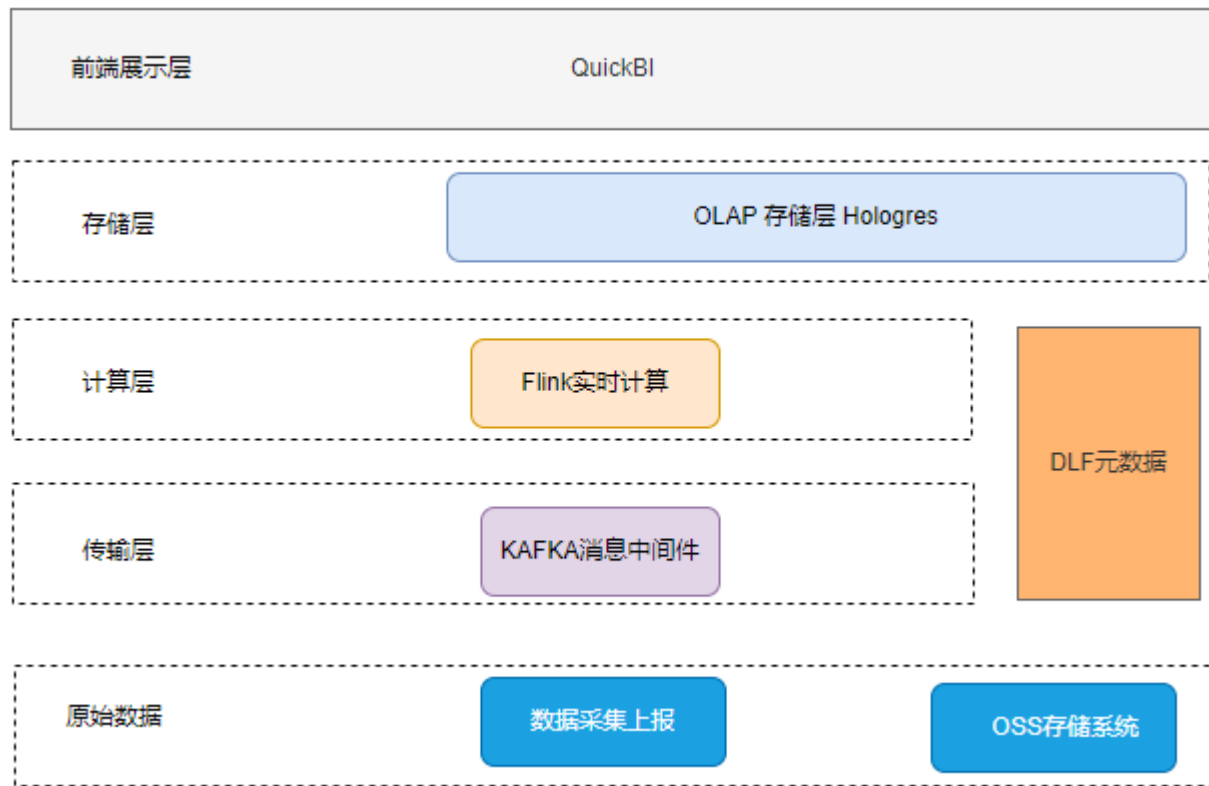 前端展示层
QuickBI
存储层
OLAP 存储层 Hologres
计算层
Flink实时计算
DLF元数据
传输层
KAFKA消息中间件
原始数据
数据采集上报
OSS存储系统